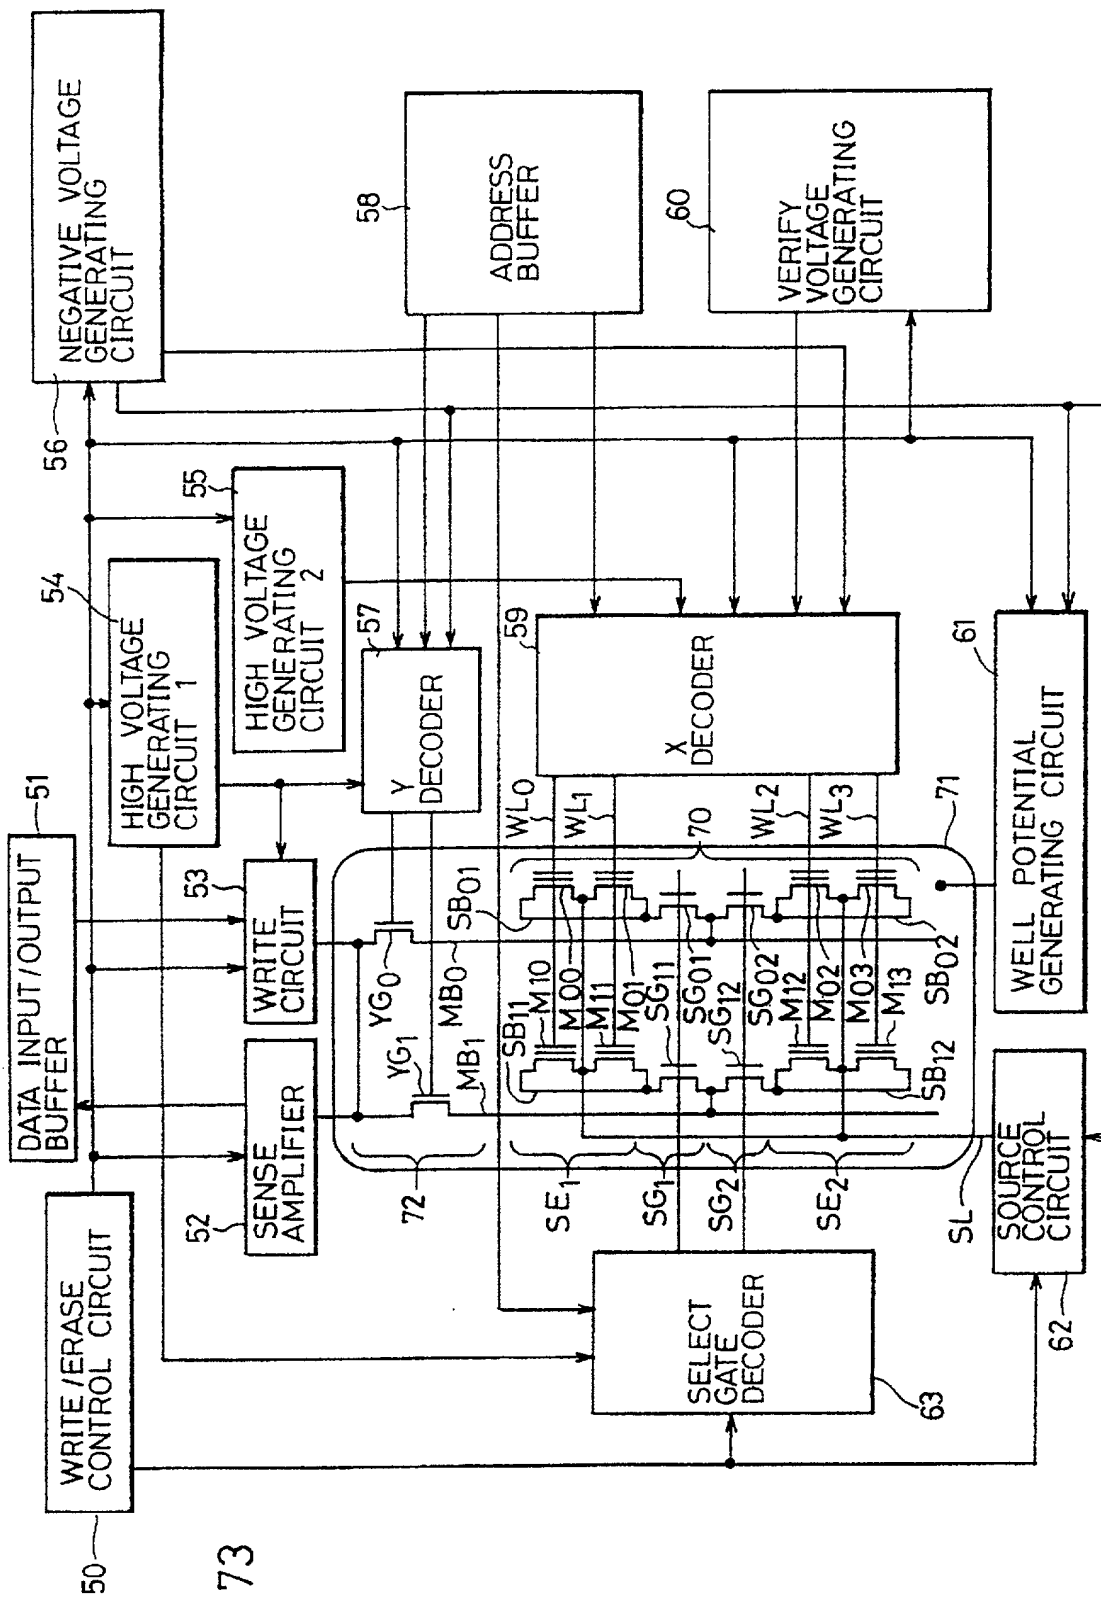 73
50
WRITE/ERASE
CONTROL CIRCUIT
DATA INPUT/OUTPUT
BUFFER
51
52
SENSE
AMPLIFIER
53
WRITE
CIRCUIT
54
HIGH VOLTAGE
GENERATING
CIRCUIT 1
55
HIGH VOLTAGE
GENERATING
CIRCUIT 2
56
NEGATIVE VOLTAGE
GENERATING
CIRCUIT
57
Y
DECODER
58
ADDRESS
BUFFER
59
X
DECODER
60
VERIFY
VOLTAGE
GENERATING
CIRCUIT
61
WELL POTENTIAL
GENERATING CIRCUIT
62
SOURCE
CONTROL
CIRCUIT
63
SELECT
GATE
DECODER
70
71
72
YG0
YG1
MB0
MB1
SB01
SB11
M10
M00
M11
M01
SG11
SG01
SG12
SG02
M12
M02
M03
M13
SB02
SB12
WL0
WL1
WL2
WL3
SE1
SG1
SG2
SE2
SL